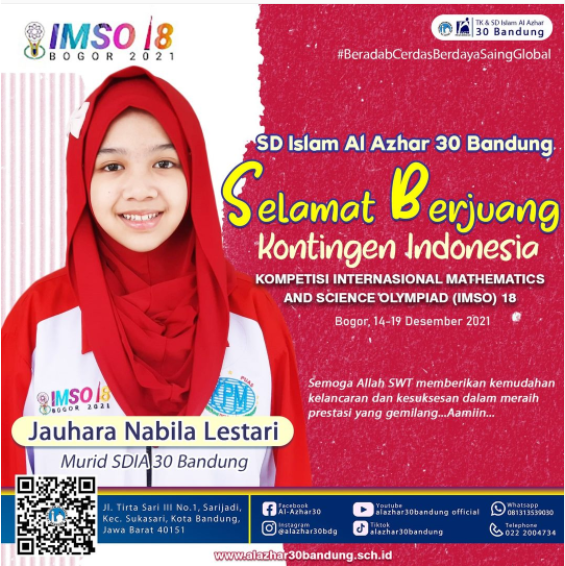 IMSO 18
BOGOR 2021
TK & SD Islam Al Azhar
30 Bandung
#BeradabCerdasBerdayaSaingGlobal
SD Islam Al Azhar 30 Bandung
Selamat Berjuang
Kontingen Indonesia
KOMPETISI INTERNASIONAL MATHEMATICS
AND SCIENCE OLYMPIAD (IMSO) 18
Bogor, 14-19 Desember 2021
Semoga Allah SWT memberikan kemudahan
kelancaran dan kesuksesan dalam meraih
prestasi yang gemilang...Aamiin...
IMSO 18
BOGOR 2021
Jauhara Nabila Lestari
Murid SDIA 30 Bandung
Jl. Tirta Sari III No.1, Sarijadi,
Kec. Sukasari, Kota Bandung,
Jawa Barat 40151
Facebook
Al-Azhar30
Instagram
@alazhar30bdg
Youtube
alazhar30bandung official
Tiktok
alazhar30bandung
Whatsapp
081313539030
Telephone
022 2004734
www.alazhar30bandung.sch.id